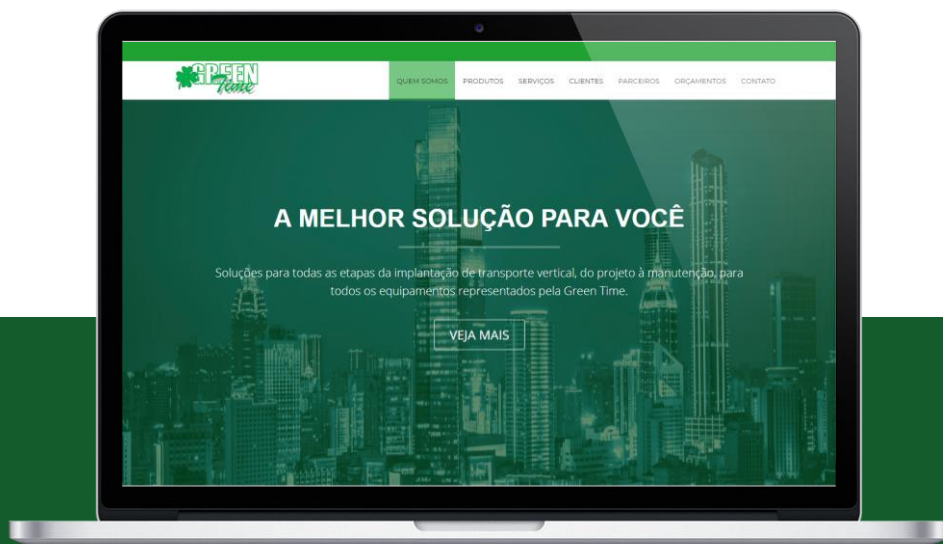 GREEN
Time
QUEM SOMOS PRODUTOS SERVIÇOS CLIENTES PARCEIROS ORÇAMENTOS CONTATO
A MELHOR SOLUÇÃO PARA VOCÊ
Soluções para todas as etapas da implantação de transporte vertical, do projeto à manutenção, para
todos os equipamentos representados pela Green Time.
VEJA MAIS